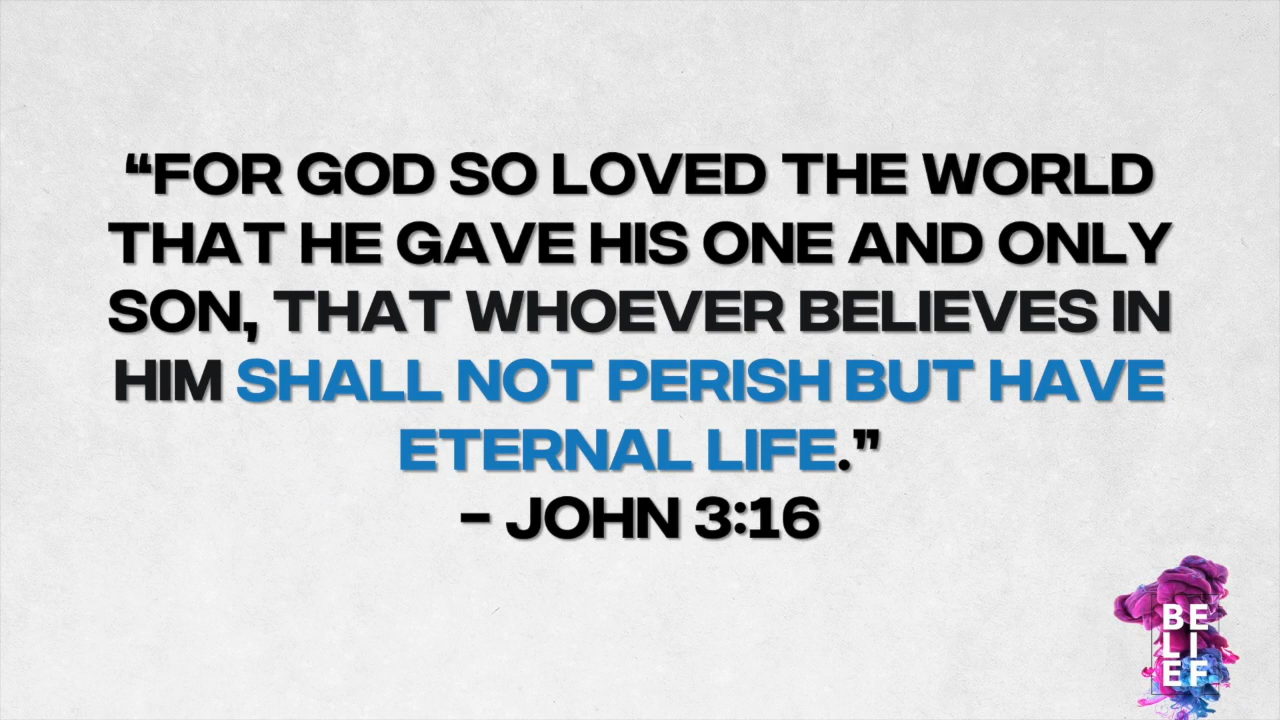 “FOR GOD SO LOVED THE WORLD
THAT HE GAVE HIS ONE AND ONLY
SON, THAT WHOEVER BELIEVES IN
HIM SHALL NOT PERISH BUT HAVE
ETERNAL LIFE.”
- JOHN 3:16
BE
LI
EF